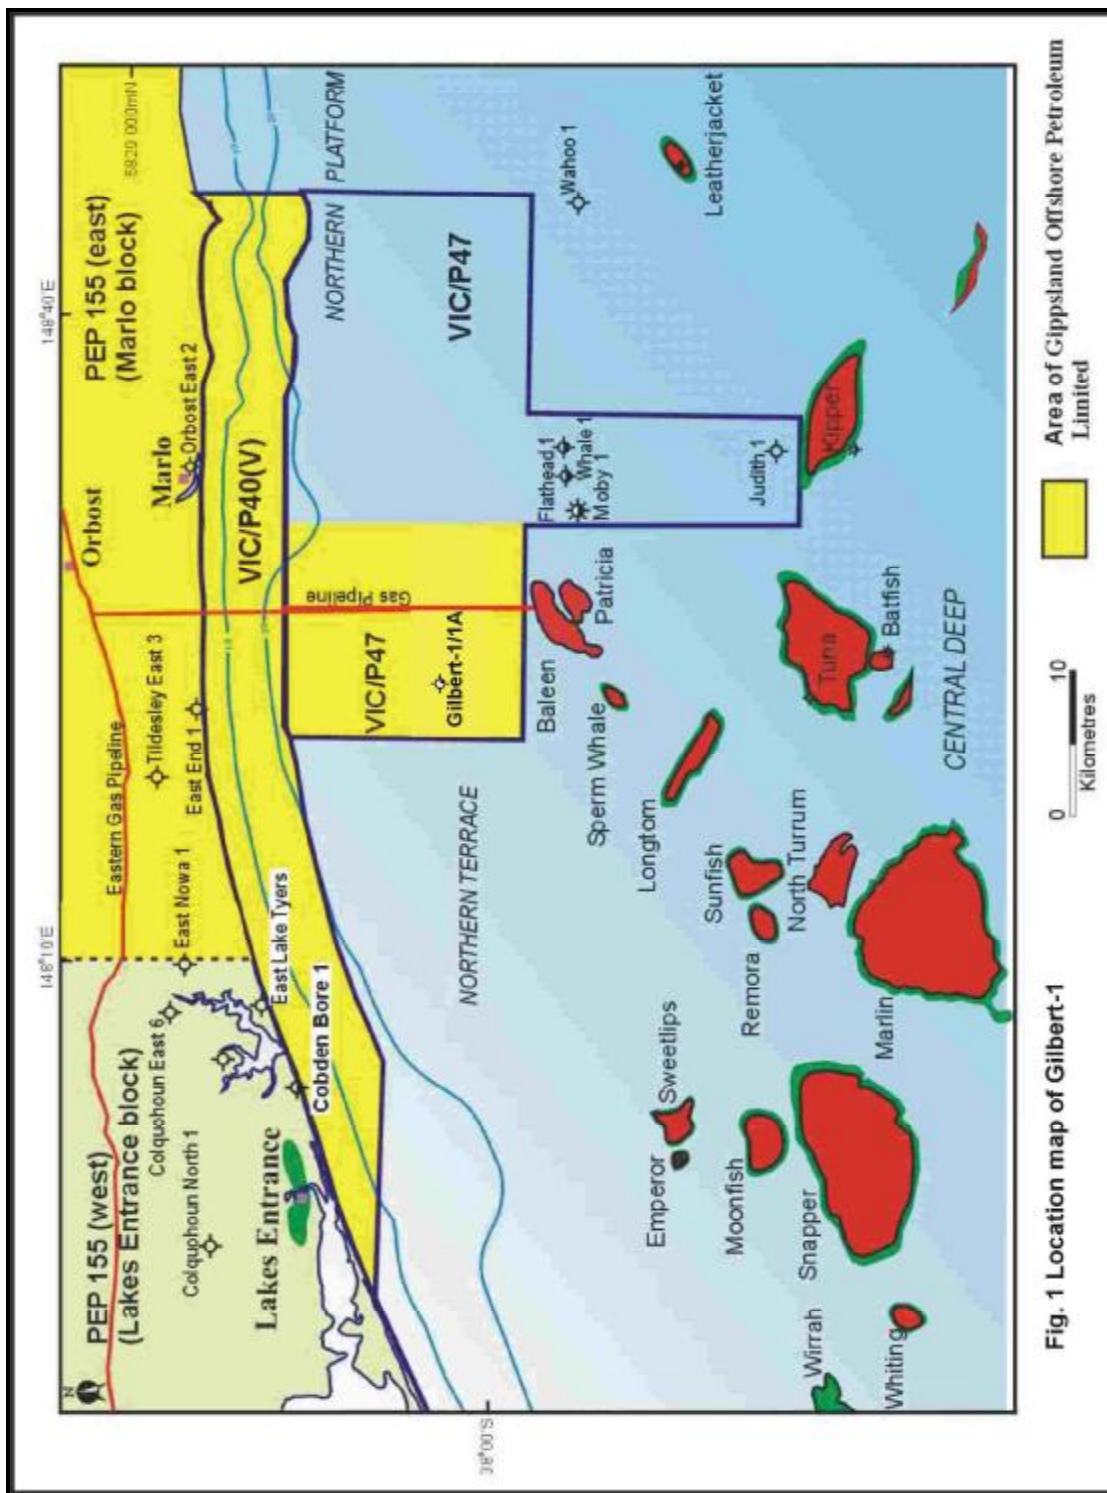 148°10'E
148°40'E
N
PEP 155 (west)
(Lakes Entrance block)
Eastern Gas Pipeline
Orbost
PEP 155 (east)
(Marlo block)
5820 000mN
Colquohoun East 6
East Nowa 1
Tildesley East 3
Marlo
Orbost East 2
Colquohoun North 1
East End 1
Lakes Entrance
East Lake Tyers
Cobden Bore 1
VIC/P40(V)
NORTHERN PLATFORM
Gas Pipeline
VIC/P47
Gilbert-1/1A
VIC/P47
38°00'S
NORTHERN TERRACE
Baleen
Patricia
Flathead 1
Whale 1
Moby 1
Wahoo 1
Sperm Whale
Longtom
Leatherjacket
Emperor
Sweetlips
Sunfish
Remora
North Turrum
Moonfish
Judith 1
Kipper
Tuna
Batfish
Snapper
Marlin
Wirrah
Whiting
CENTRAL DEEP
Fig. 1 Location map of Gilbert-1
0 10
Kilometres
Area of Gippsland Offshore Petroleum
Limited